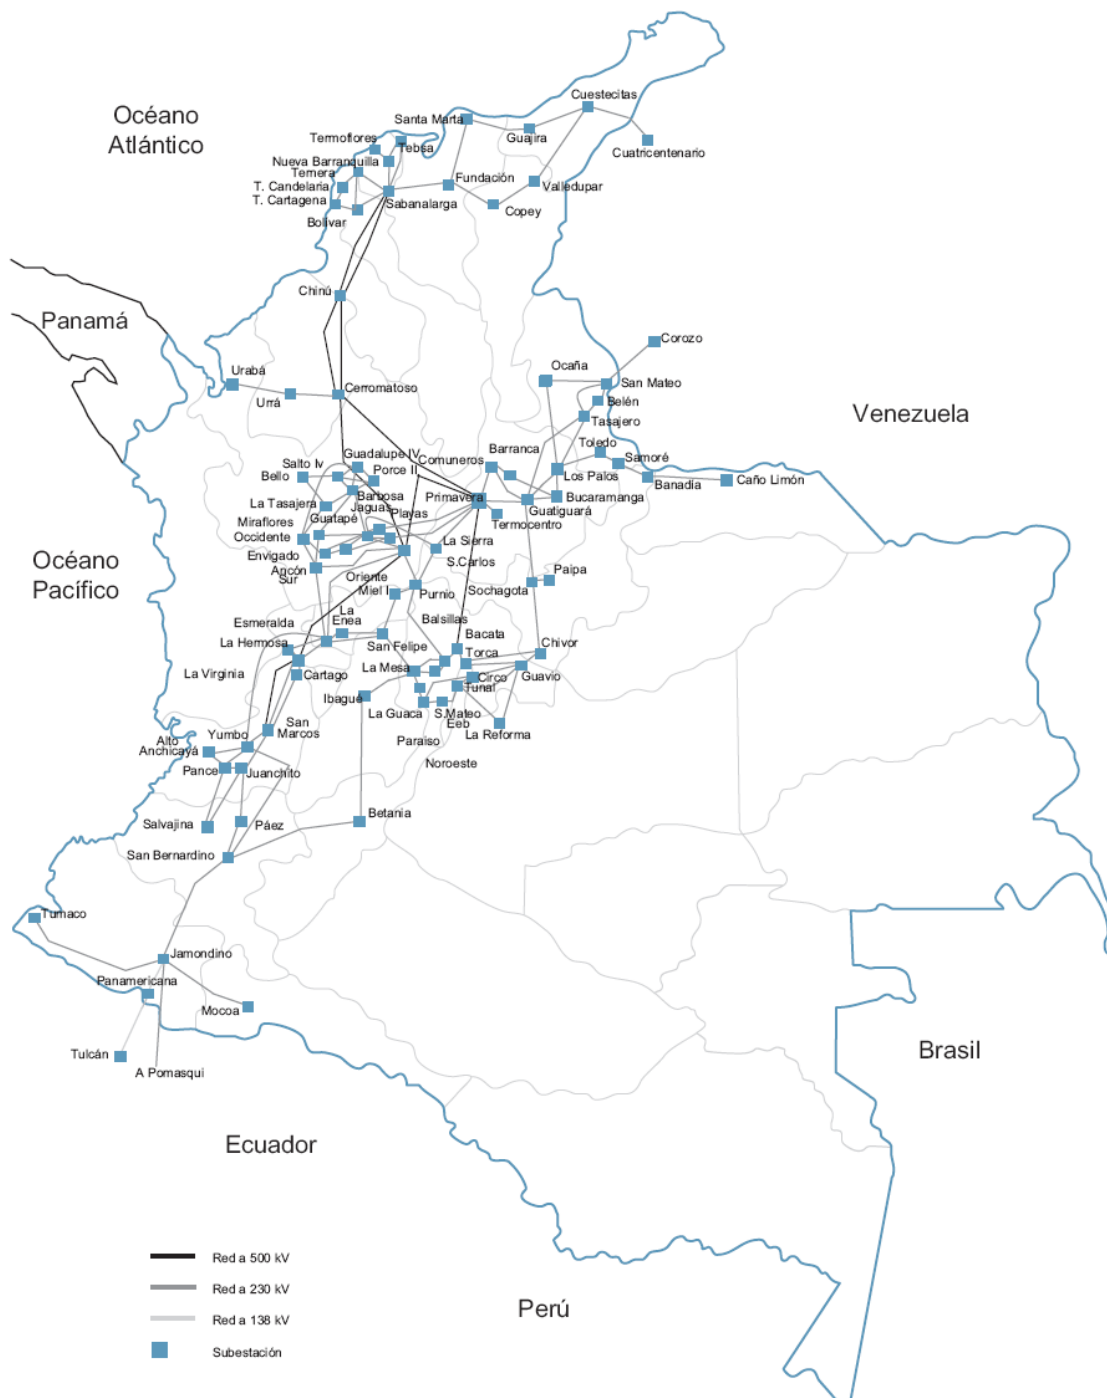 Océano
Atlántico
Cuestecitas
Santa Marta
Guajira
Cuatricentenario
Termoflores
Tebsa
Nueva Barranquilla
Ternera
T. Candelaria
T. Cartagena
Bolívar
Sabanalarga
Fundación
Copey
Valledupar
Chinú
Panamá
Urabá
Urrá
Cerromatoso
Corozo
Ocaña
San Mateo
Belén
Tasajero
Venezuela
Toledo
Samoré
Banadía
Caño Limón
Barranca
Comuneros
Los Palos
Bucaramanga
Guatiguará
Primavera
Termocentro
Guadalupe IV
Salto Iv
Porce II
Bello
Barbosa
La Tasajera
Jaguas
Guatapé
Playas
Miraflores
Occidente
Envigado
Ancón
Sur
La Sierra
S.Carlos
Océano
Pacífico
Oriente
Miel I
Purnio
Sochagota
Paipa
La
Enea
Esmeralda
La Hermosa
San Felipe
Balsillas
Bacata
Torca
Chivor
La Virginia
Cartago
La Mesa
Circo
Guavio
Ibagué
Tunal
La Guaca
S.Mateo
Eeb
La Reforma
San
Marcos
Paraíso
Noroeste
Yumbo
Alto
Anchicayá
Pance
Juanchito
Salvajina
Páez
Betania
San Bernardino
Tumaco
Jamondino
Panamericana
Mocoa
Tulcán
A Pomasqui
Brasil
Ecuador
Perú
Red a 500 kV
Red a 230 kV
Red a 138 kV
Subestación